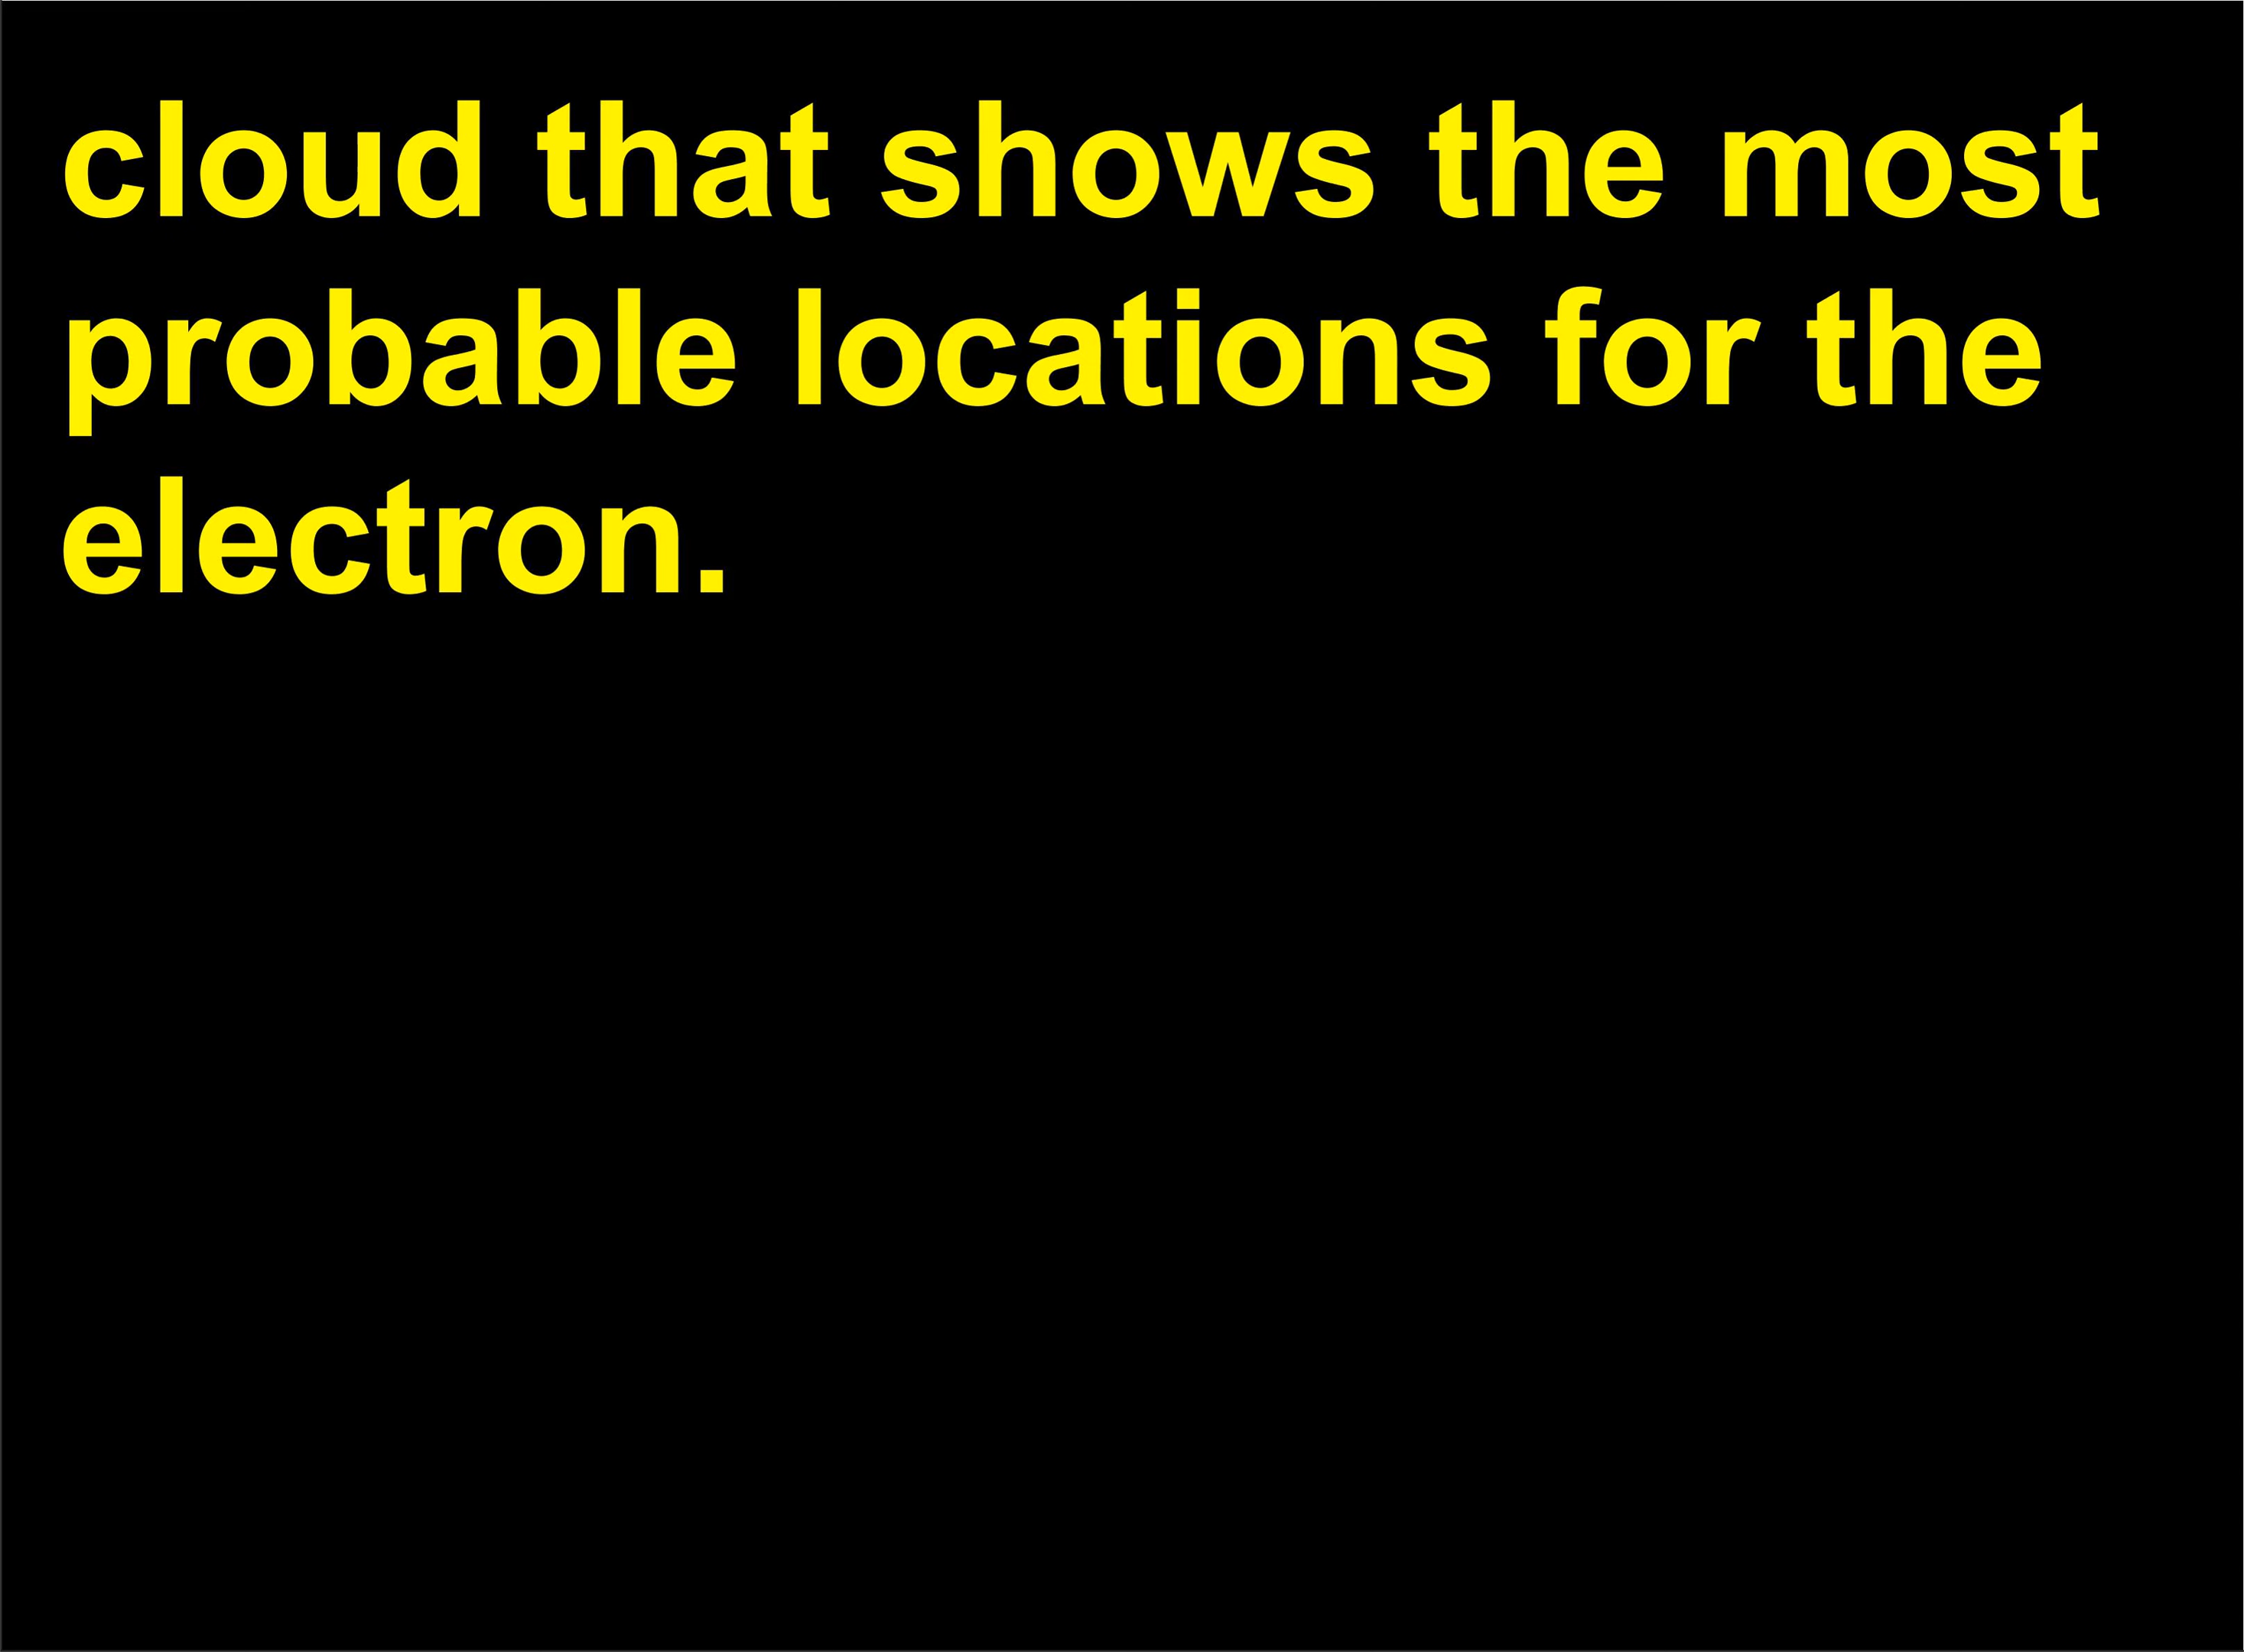 cloud that shows the most
probable locations for the
electron.